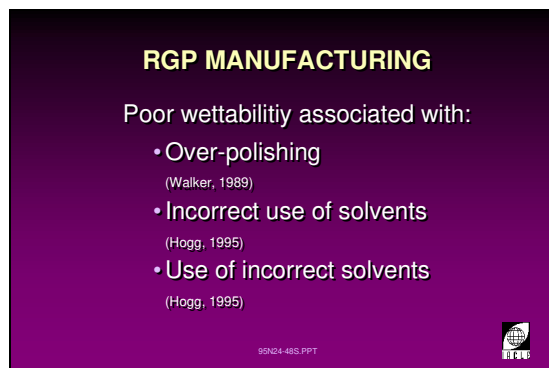 RGP MANUFACTURING
Poor wettabilitiy associated with:
• Over-polishing
(Walker, 1989)
• Incorrect use of solvents
(Hogg, 1995)
• Use of incorrect solvents
(Hogg, 1995)
95N24-48S.PPT
IACLE